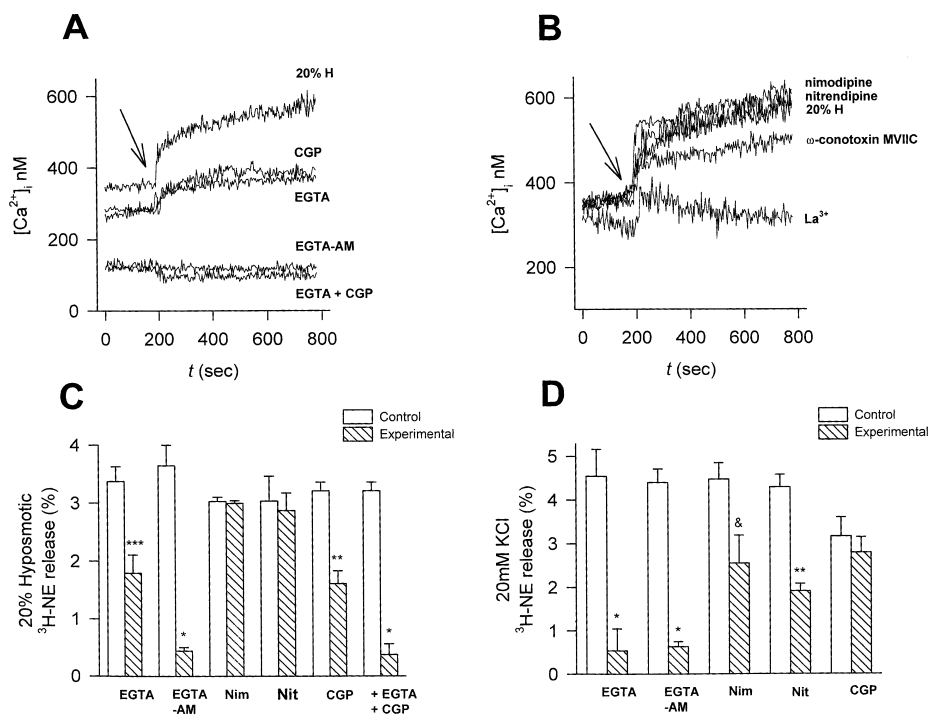 A
20% H
CGP
EGTA
EGTA-AM
EGTA + CGP
[Ca²⁺]ᵢ nM
600
400
200
0
0 200 400 600 800
t (sec)
B
nimodipine
nitrendipine
20% H
ω-conotoxin MVIIC
La³⁺
[Ca²⁺]ᵢ nM
600
400
200
0 200 400 600 800
t (sec)
C
Control
Experimental
20% Hyposmotic
³H-NE release (%)
4
3
2
1
0
***
*
**
*
EGTA
EGTA
-AM
Nim
Nit
CGP
+ EGTA
+ CGP
D
Control
Experimental
20mM KCl
³H-NE release (%)
5
4
3
2
1
0
*
*
&
**
EGTA
EGTA
-AM
Nim
Nit
CGP